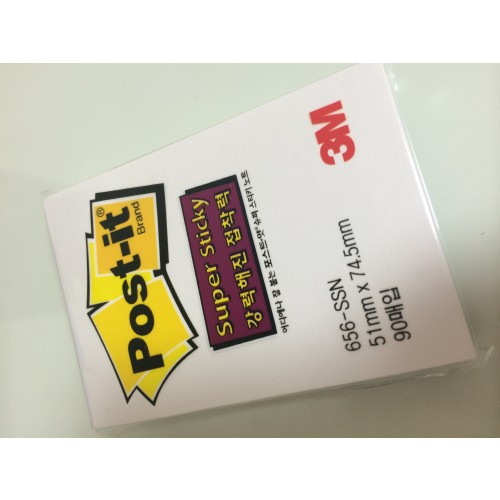 Post-it®
Brand
Super Sticky
강력해진 접착력
어디에나 잘 붙는 포스트-잇® 슈퍼 스티키 노트
3M
656-SSN
51mm x 74.5mm
90매입